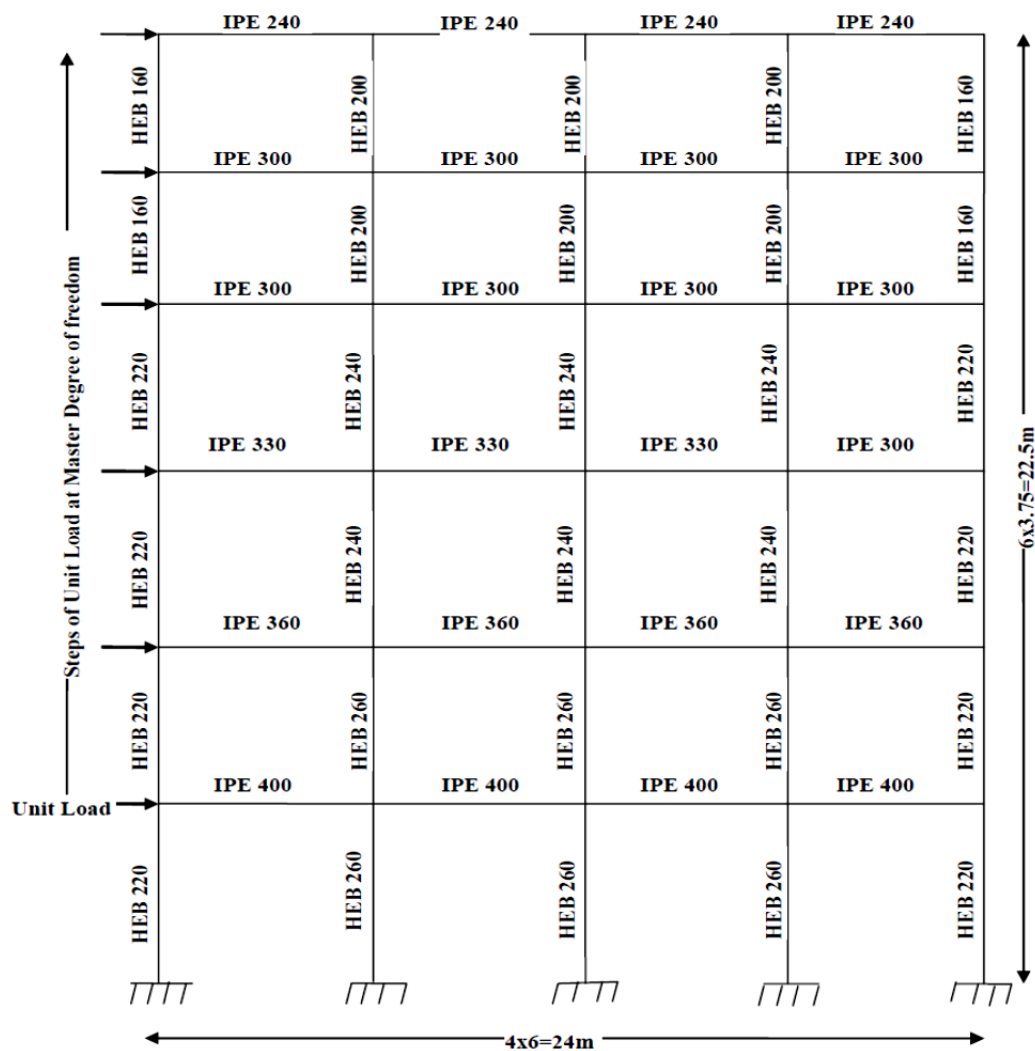 IPE 240 IPE 240 IPE 240 IPE 240
HEB 160 HEB 200 HEB 200 HEB 200 HEB 160
IPE 300 IPE 300 IPE 300 IPE 300
HEB 160 HEB 200 HEB 200 HEB 200 HEB 160
IPE 300 IPE 300 IPE 300 IPE 300
HEB 220 HEB 240 HEB 240 HEB 240 HEB 220
IPE 330 IPE 330 IPE 330 IPE 300
HEB 220 HEB 240 HEB 240 HEB 240 HEB 220
IPE 360 IPE 360 IPE 360 IPE 360
HEB 220 HEB 260 HEB 260 HEB 260 HEB 220
IPE 400 IPE 400 IPE 400 IPE 400
Unit Load
HEB 220 HEB 260 HEB 260 HEB 260 HEB 220
Steps of Unit Load at Master Degree of freedom
6x3.75=22.5m
4x6=24m